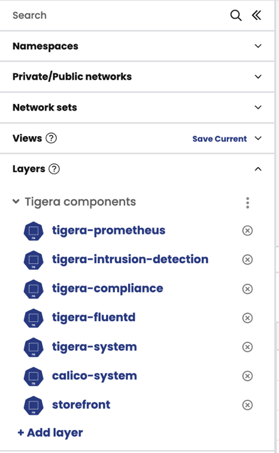 Search
Namespaces
Private/Public networks
Network sets
Views
Save Current
Layers
Tigera components
tigera-prometheus
tigera-intrusion-detection
tigera-compliance
tigera-fluentd
tigera-system
calico-system
storefront
+ Add layer